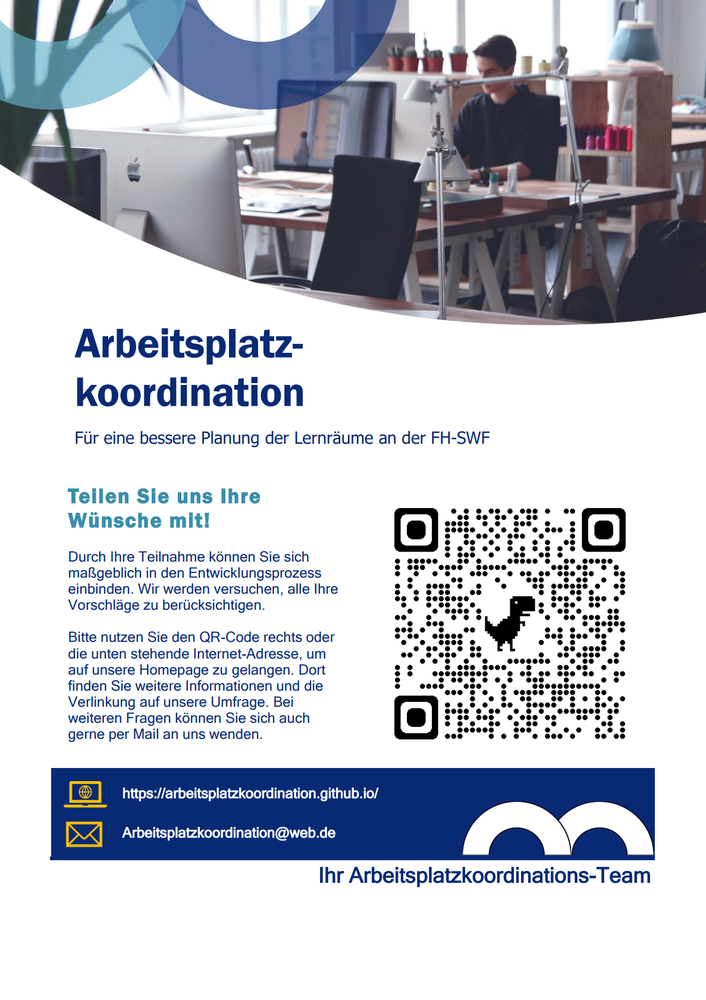 Arbeitsplatz-
koordination
Für eine bessere Planung der Lernräume an der FH-SWF
Teilen Sie uns Ihre
Wünsche mit!
Durch Ihre Teilnahme können Sie sich
maßgeblich in den Entwicklungsprozess
einbinden. Wir werden versuchen, alle Ihre
Vorschläge zu berücksichtigen.
Bitte nutzen Sie den QR-Code rechts oder
die unten stehende Internet-Adresse, um
auf unsere Homepage zu gelangen. Dort
finden Sie weitere Informationen und die
Verlinkung auf unsere Umfrage. Bei
weiteren Fragen können Sie sich auch
gerne per Mail an uns wenden.
https://arbeitsplatzkoordination.github.io/
Arbeitsplatzkoordination@web.de
Ihr Arbeitsplatzkoordinations-Team